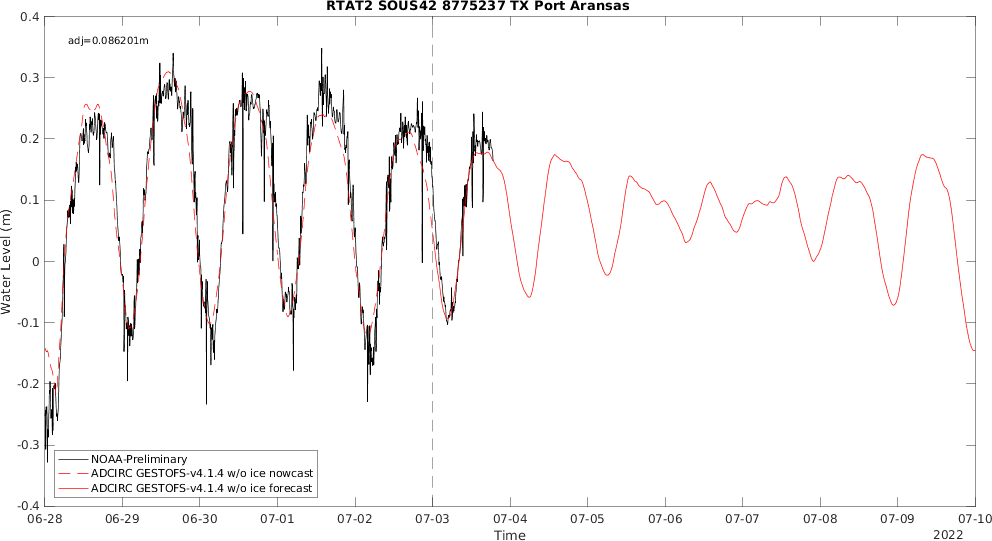 RTAT2 SOUS42 8775237 TX Port Aransas
adj=0.086201m
0.4
0.3
0.2
0.1
0
-0.1
-0.2
-0.3
-0.4
Water Level (m)
NOAA-Preliminary
ADCIRC GESTOFS-v4.1.4 w/o ice nowcast
ADCIRC GESTOFS-v4.1.4 w/o ice forecast
06-28 06-29 06-30 07-01 07-02 07-03 07-04 07-05 07-06 07-07 07-08 07-09 07-10
Time
2022